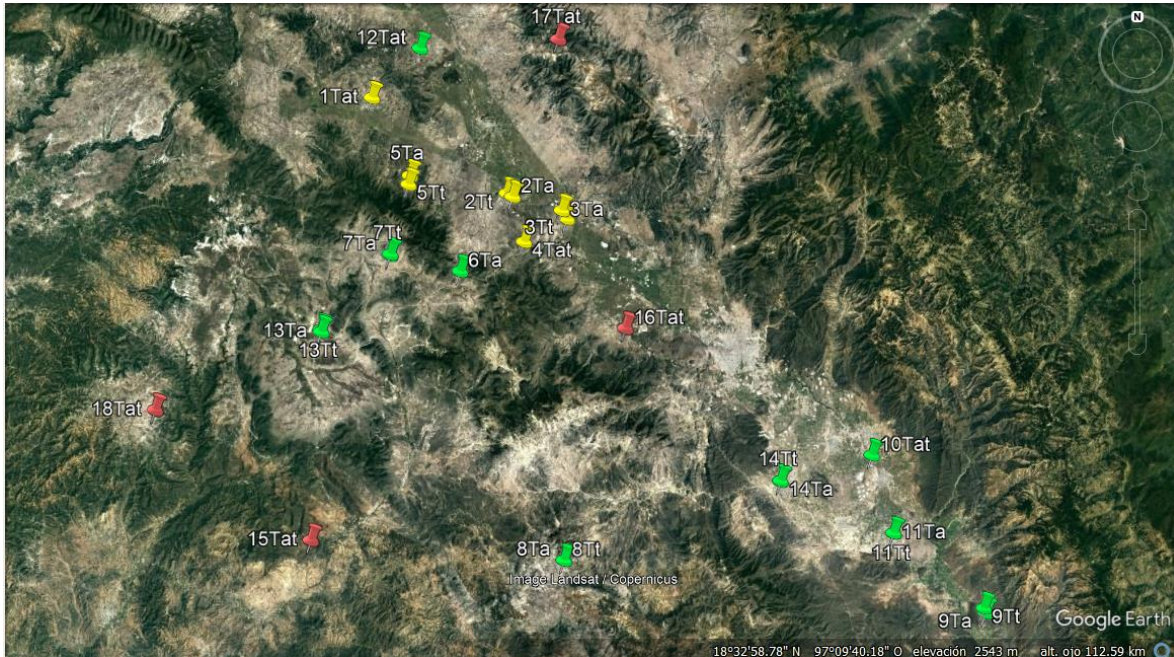 17Tat
N
12Tat
1Tat
5Ta
5Tt
2Ta
2Tt
3Ta
3Tt
4Tat
7Tt
7Ta
6Ta
16Tat
13Ta
13Tt
18Tat
10Tat
14Tt
14Ta
15Tat
11Ta
11Tt
8Ta 8Tt
Image Landsat / Copernicus
9Ta 9Tt
Google Earth
18°32'58.78" N 97°09'40.18" O elevación 2543 m alt. ojo 112.59 km